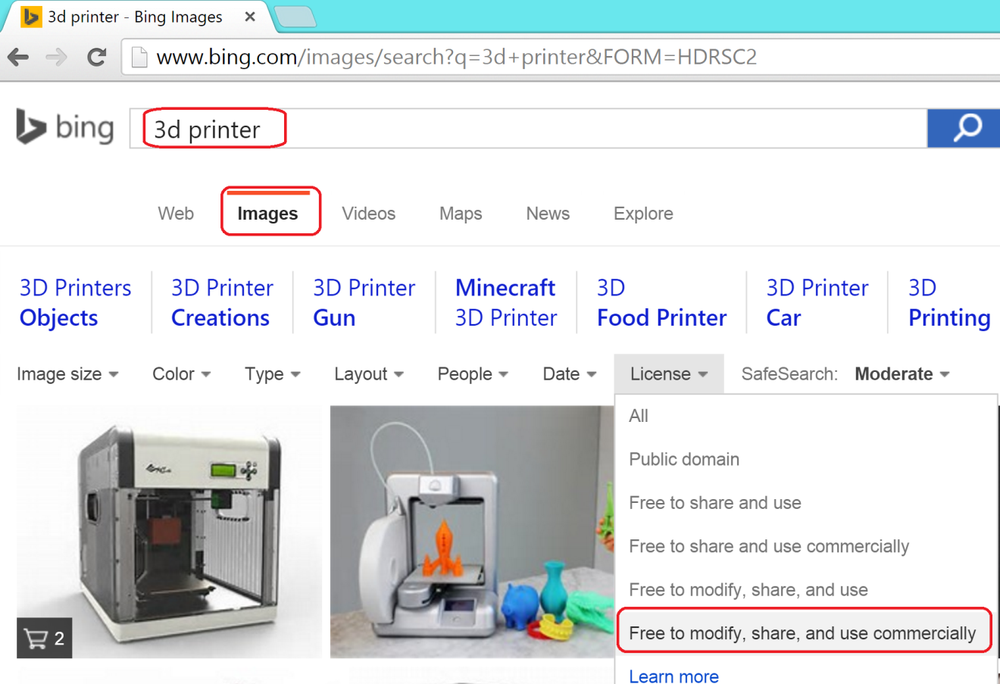 3d printer - Bing Images
www.bing.com/images/search?q=3d+printer&FORM=HDRSC2
bing
3d printer
Web Images Videos Maps News Explore
3D Printers Objects
3D Printer Creations
3D Printer Gun
Minecraft 3D Printer
3D Food Printer
3D Printer Car
3D Printing
Image size Color Type Layout People Date License SafeSearch: Moderate
All
Public domain
Free to share and use
Free to share and use commercially
Free to modify, share, and use
Free to modify, share, and use commercially
Learn more
2